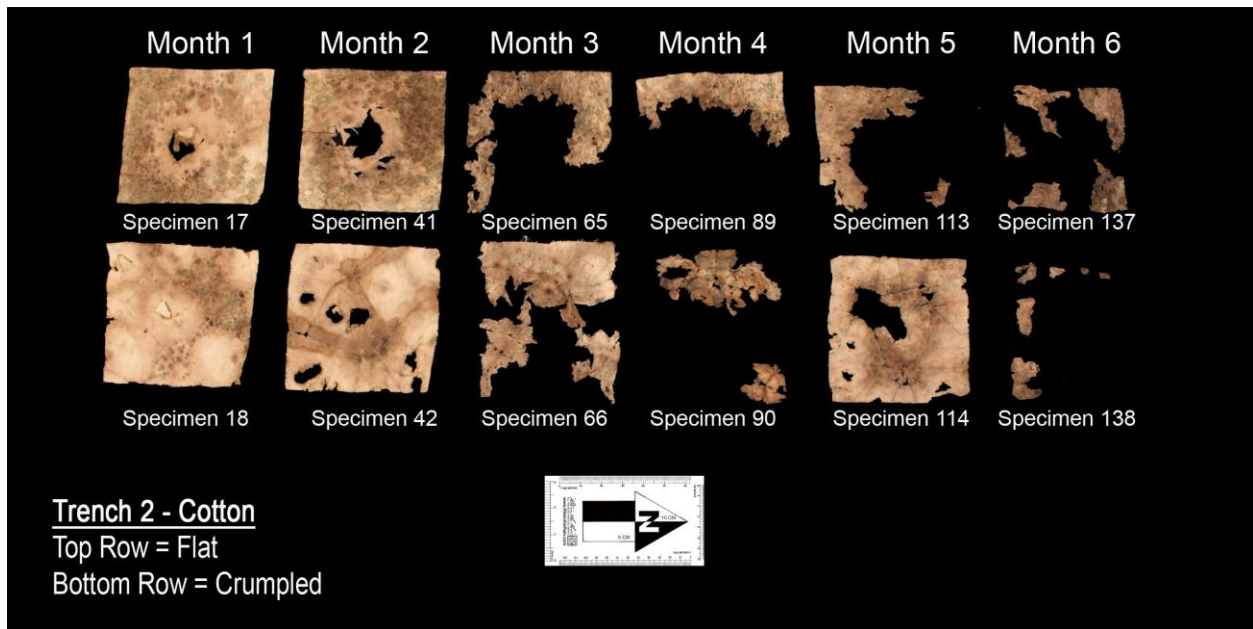 Month 1 Month 2 Month 3 Month 4 Month 5 Month 6
Specimen 17 Specimen 41 Specimen 65 Specimen 89 Specimen 113 Specimen 137
Specimen 18 Specimen 42 Specimen 66 Specimen 90 Specimen 114 Specimen 138
Trench 2 - Cotton
Top Row = Flat
Bottom Row = Crumpled
N
10 CM
5 CM